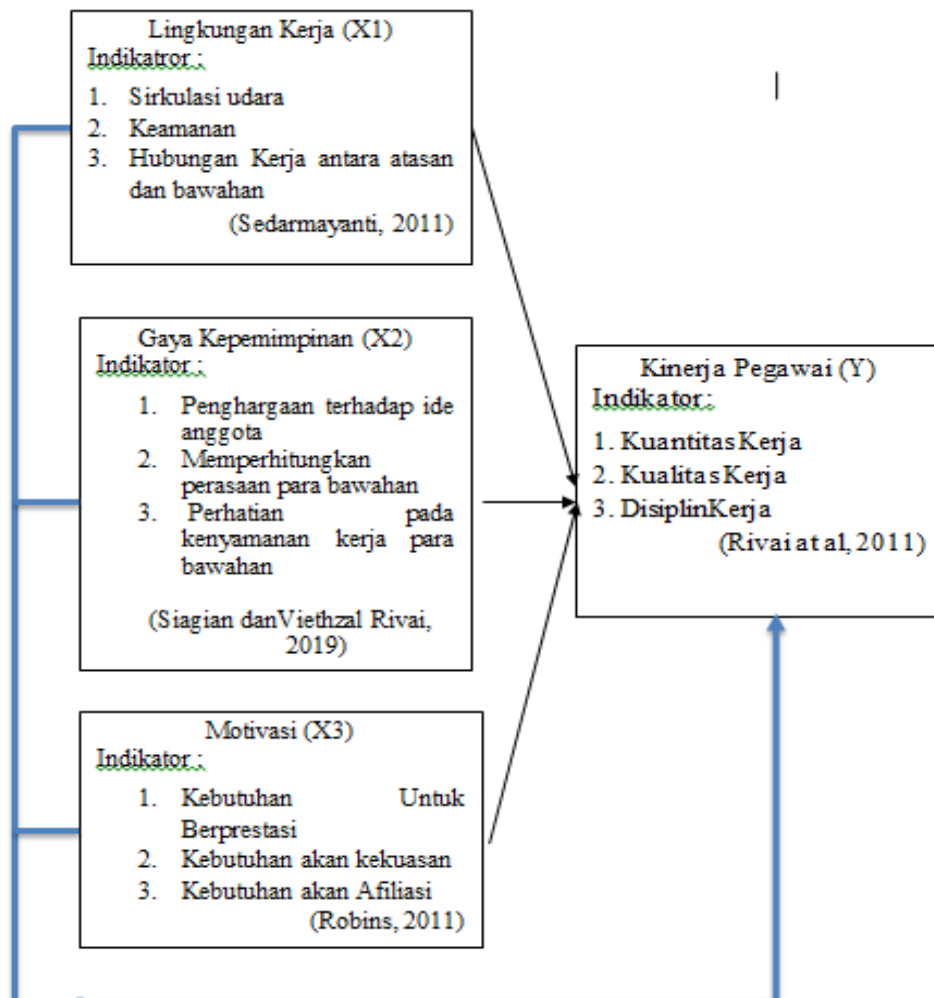 Lingkungan Kerja (X1)
Indikatror :
1. Sirkulasi udara
2. Keamanan
3. Hubungan Kerja antara atasan
dan bawahan
(Sedarmayanti, 2011)
Gaya Kepemimpinan (X2)
Indikator :
1. Penghargaan terhadap ide
anggota
2. Memperhitungkan
perasaan para bawahan
3. Perhatian pada
kenyamanan kerja para
bawahan
(Siagian danViethzal Rivai,
2019)
Motivasi (X3)
Indikator :
1. Kebutuhan Untuk
Berprestasi
2. Kebutuhan akan kekuasan
3. Kebutuhan akan Afiliasi
(Robins, 2011)
Kinerja Pegawai (Y)
Indikator :
1. Kuantitas Kerja
2. Kualitas Kerja
3. DisiplinKerja
(Rivai at al, 2011)